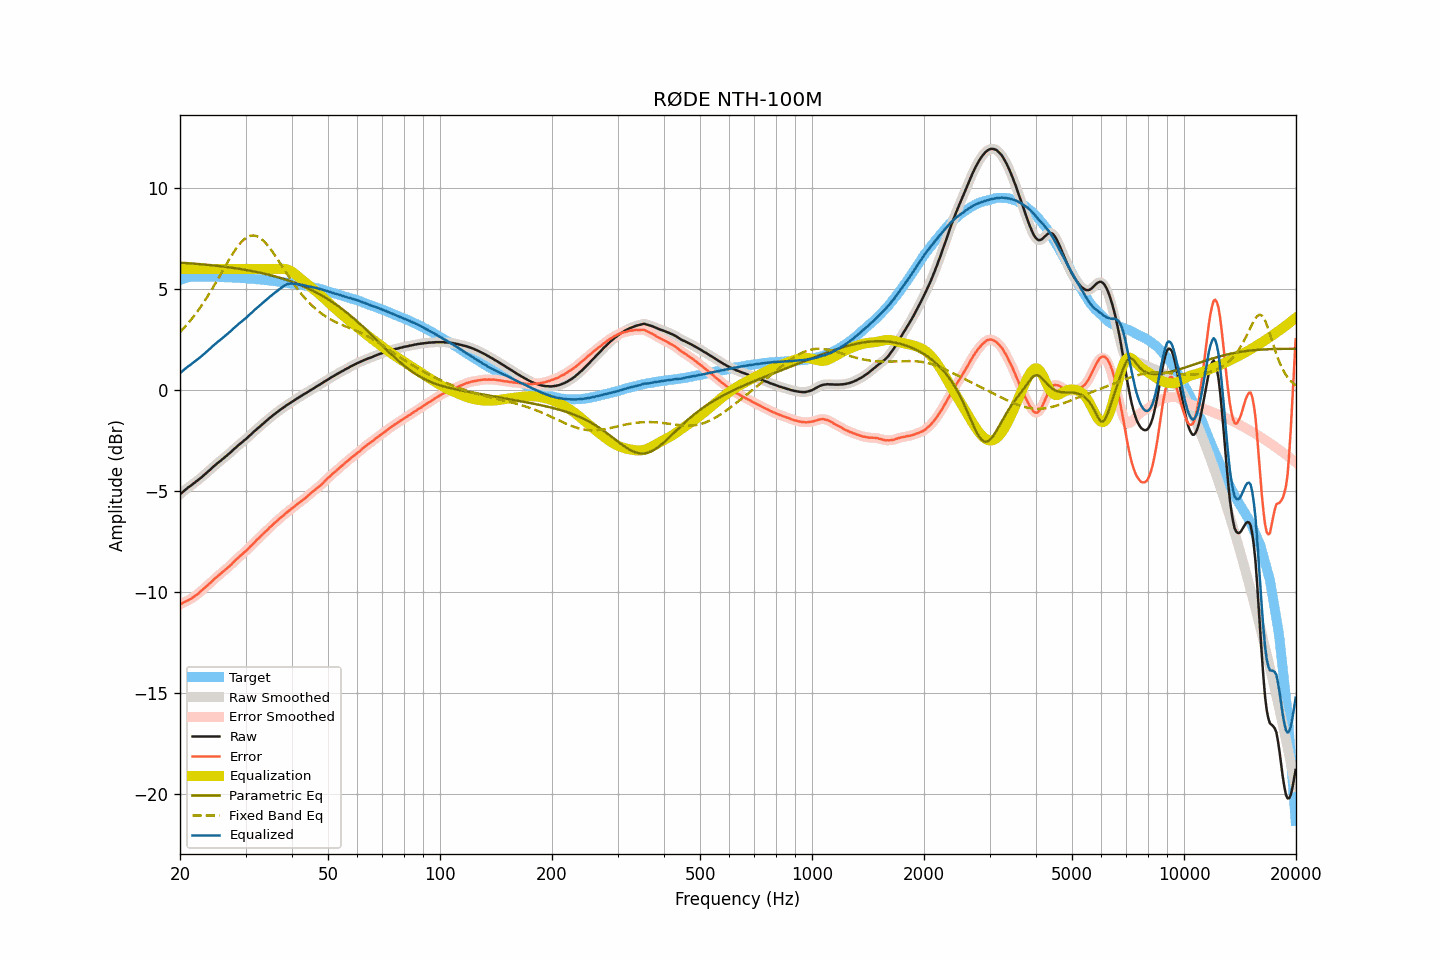 RØDE NTH-100M
Amplitude (dBr)
10
5
0
−5
−10
−15
−20
Target
Raw Smoothed
Error Smoothed
Raw
Error
Equalization
Parametric Eq
Fixed Band Eq
Equalized
20 50 100 200 500 1000 2000 5000 10000 20000
Frequency (Hz)